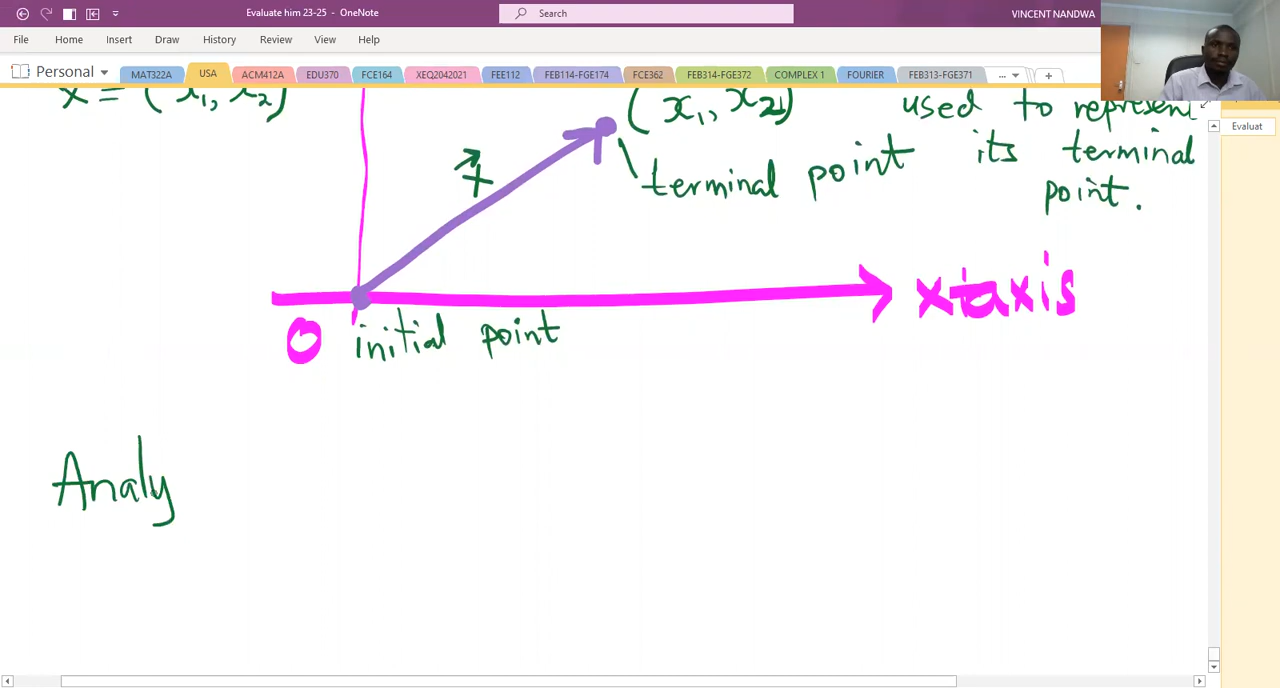 Evaluate him 23-25 - OneNote
Search
VINCENT NANDWA
File Home Insert Draw History Review View Help
Personal MAT322A USA ACM412A EDU370 FCE164 XEQ2042021 FEE112 FEB114-FGE174 FCE362 FEB314-FGE372 COMPLEX 1 FOURIER FEB313-FGE371 ... +
Evaluat
x = (x₁, x₂)
(x₁, x₂)
used to represent
its terminal
point.
x
terminal point
x-axis
O
initial point
Analy